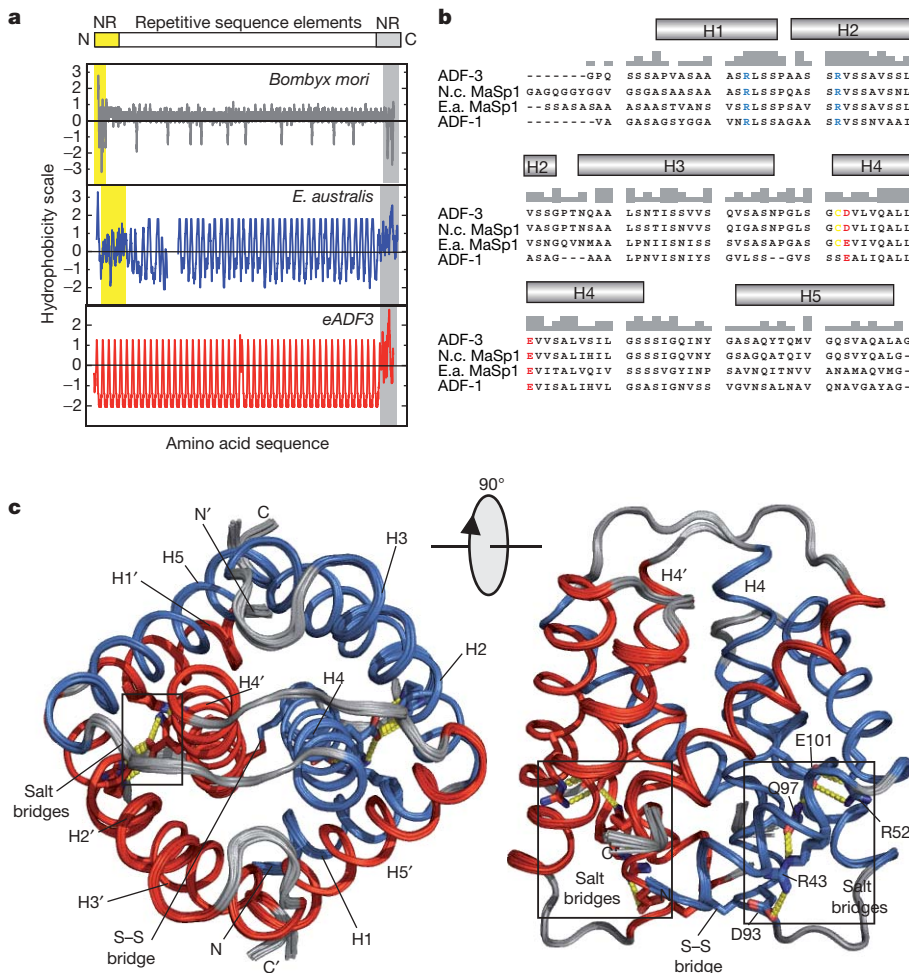 a
NR Repetitive sequence elements NR
N C
Hydrophobicity scale
Bombyx mori
3
2
1
0
−1
−2
−3
E. australis
3
2
1
0
−1
−2
eADF3
2
1
0
−1
−2
Amino acid sequence
b
H1 H2
ADF-3 -------GPQ SSSAPVASAA ASRLSSPAAS SRVSSAVSSL
N.c. MaSp1 GAGQGGYGGV GSGASAASAA ASRLSSPQAS SRVSSAVSNL
E.a. MaSp1 --SSASASAA AASAASTVANS VSRLSSPSAV SRVSSAVSSL
ADF-1 --------VA GAGSAGSYGGA VNRLSSAGAA SRVSSNVAAI
H2 H3 H4
ADF-3 VSSGPTNQAA LSNTISSVVS QVSASNPGLS GCDVLVQALL
N.c. MaSp1 VASGPTNSAA LSSTISNVVS QIGASNPGLS GCDVLIQALL
E.a. MaSp1 VSNGQVNMAA LPNIISNISS SVSASAPGAS GCEVIVQALL
ADF-1 ASAG---AAA LPNVISNIYS GVLSS--GVS SSEALIQALL
H4 H5
ADF-3 EVVSALVSIL GSSSIGQINY GASAQYTQMV GQSVAQALAG
N.c. MaSp1 EVVSALIHIL GSSSIGQVNY GSAGQATQIV GQSVYQALG-
E.a. MaSp1 EVITALVQIV SSSSVGYINP SAVNQITNVV ANAMAQVMG-
ADF-1 EVISALIHVL GSASIGNVSS VGVNSALNAV QNAVGAYAG-
c
90°
N′
C
H5
H3
H1′
H2
H4′
H4
Salt
bridges
H2′
H5′
H3′
N
H1
S–S
bridge
C′
H4′
H4
E101
Q97
R52
C
R43
N
Salt
bridges
Salt
bridges
D93
S–S
bridge